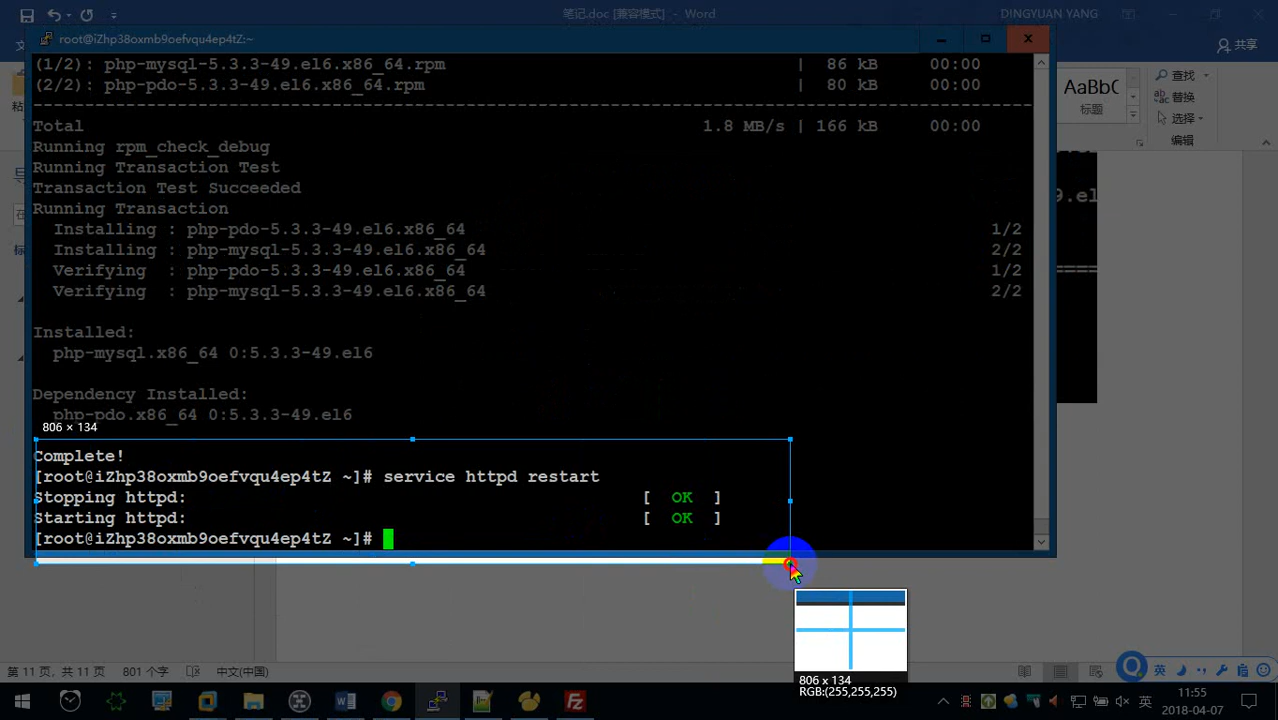 笔记.doc [兼容模式] - Word
DINGYUAN YANG
root@iZhp38oxmb9oefvqu4ep4tZ:~
共享
(1/2): php-mysql-5.3.3-49.el6.x86_64.rpm | 86 kB 00:00
(2/2): php-pdo-5.3.3-49.el6.x86_64.rpm | 80 kB 00:00
--------------------------------------------------------------------------------
Total 1.8 MB/s | 166 kB 00:00
Running rpm_check_debug
Running Transaction Test
Transaction Test Succeeded
Running Transaction
Installing : php-pdo-5.3.3-49.el6.x86_64 1/2
Installing : php-mysql-5.3.3-49.el6.x86_64 2/2
Verifying : php-pdo-5.3.3-49.el6.x86_64 1/2
Verifying : php-mysql-5.3.3-49.el6.x86_64 2/2
Installed:
php-mysql.x86_64 0:5.3.3-49.el6
Dependency Installed:
php-pdo.x86_64 0:5.3.3-49.el6
806 × 134
Complete!
[root@iZhp38oxmb9oefvqu4ep4tZ ~]# service httpd restart
Stopping httpd: [ OK ]
Starting httpd: [ OK ]
[root@iZhp38oxmb9oefvqu4ep4tZ ~]#
AaBbC
标题
查找
替换
选择
编辑
9.el
====
806 × 134
RGB:(255,255,255)
第 11 页，共 11 页 801 个字 中文(中国)
英
英
11:55
2018-04-07